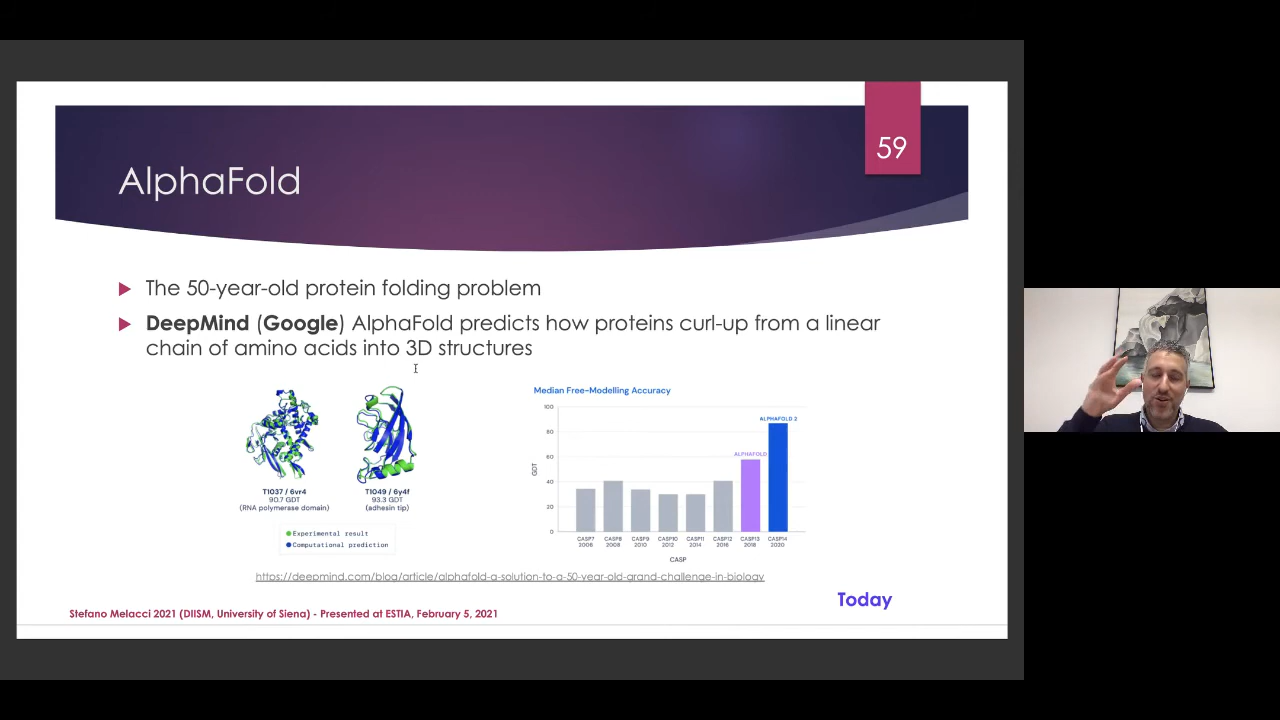 59
AlphaFold
The 50-year-old protein folding problem
DeepMind (Google) AlphaFold predicts how proteins curl-up from a linear
chain of amino acids into 3D structures
T1037 / 6vr4
90.7 GDT
(RNA polymerase domain)
T1049 / 6y4f
93.3 GDT
(adhesin tip)
Experimental result
Computational prediction
Median Free-Modelling Accuracy
100
80
60
40
20
0
GDT
ALPHAFOLD
ALPHAFOLD 2
CASP7
2006
CASP8
2008
CASP9
2010
CASP10
2012
CASP11
2014
CASP12
2016
CASP13
2018
CASP14
2020
CASP
https://deepmind.com/blog/article/alphafold-a-solution-to-a-50-year-old-grand-challenge-in-biology
Today
Stefano Melacci 2021 (DIISM, University of Siena) - Presented at ESTIA, February 5, 2021